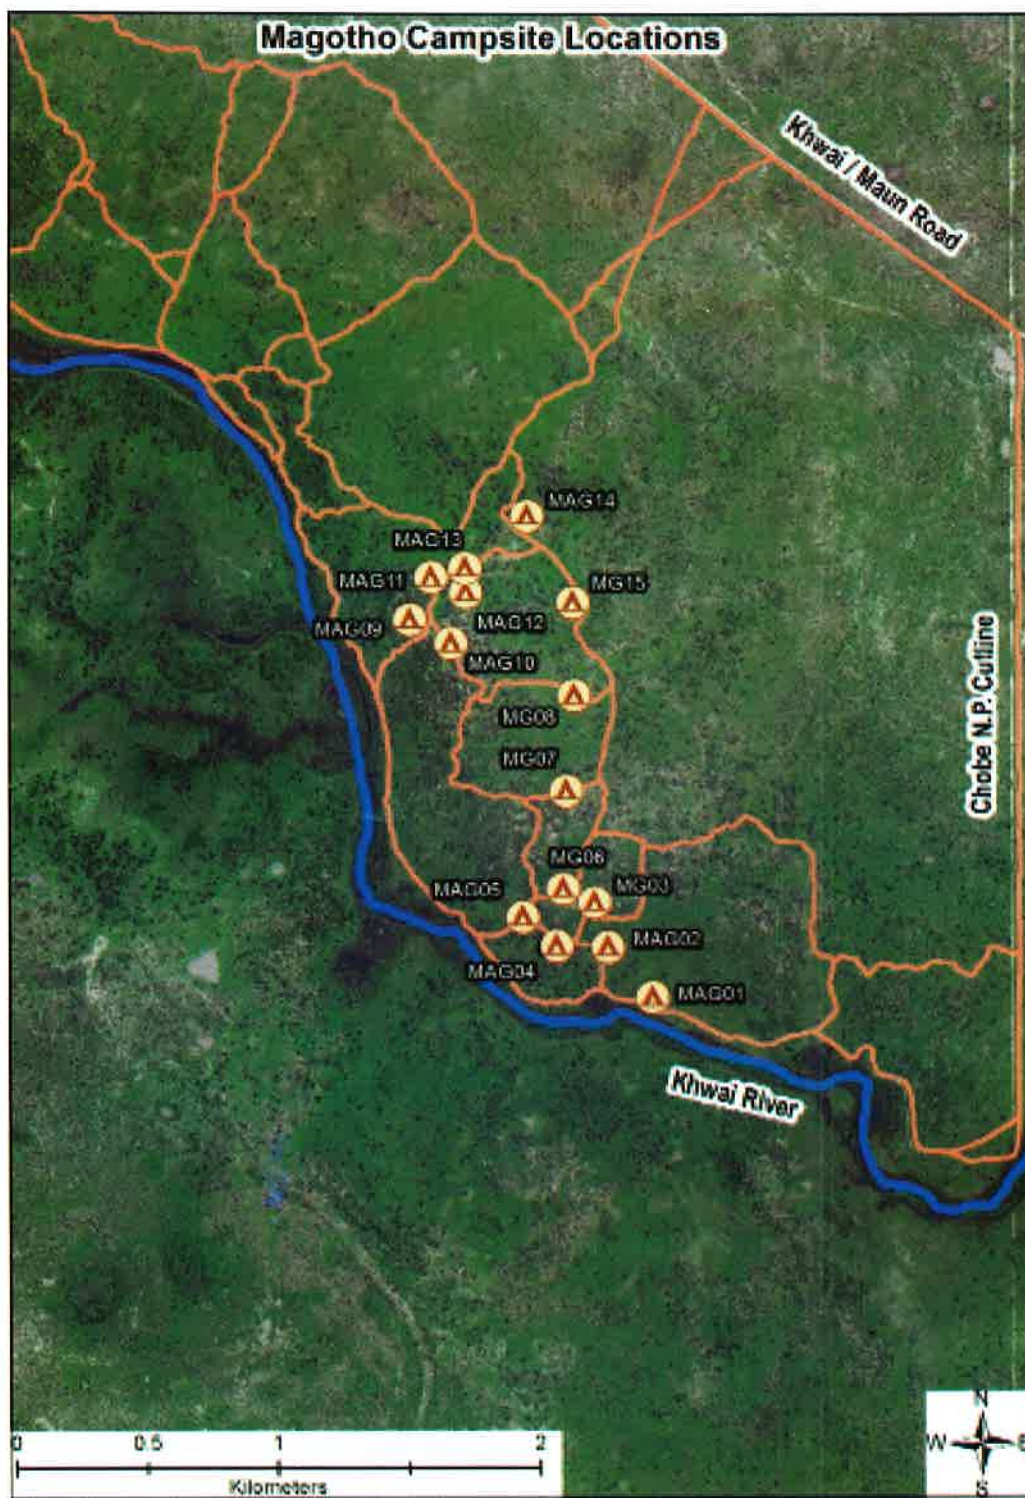 Magotho Campsite Locations
Khwai / Maun Road
MAG14
MAG13
MAG11
MG15
MAG09
MAG12
MAG10
MG08
MG07
Chobe N.P. Cutline
MG06
MAG05
MG03
MAG02
MAG04
MAG01
Khwai River
0 0.5 1 2
Kilometers
N
W E
S